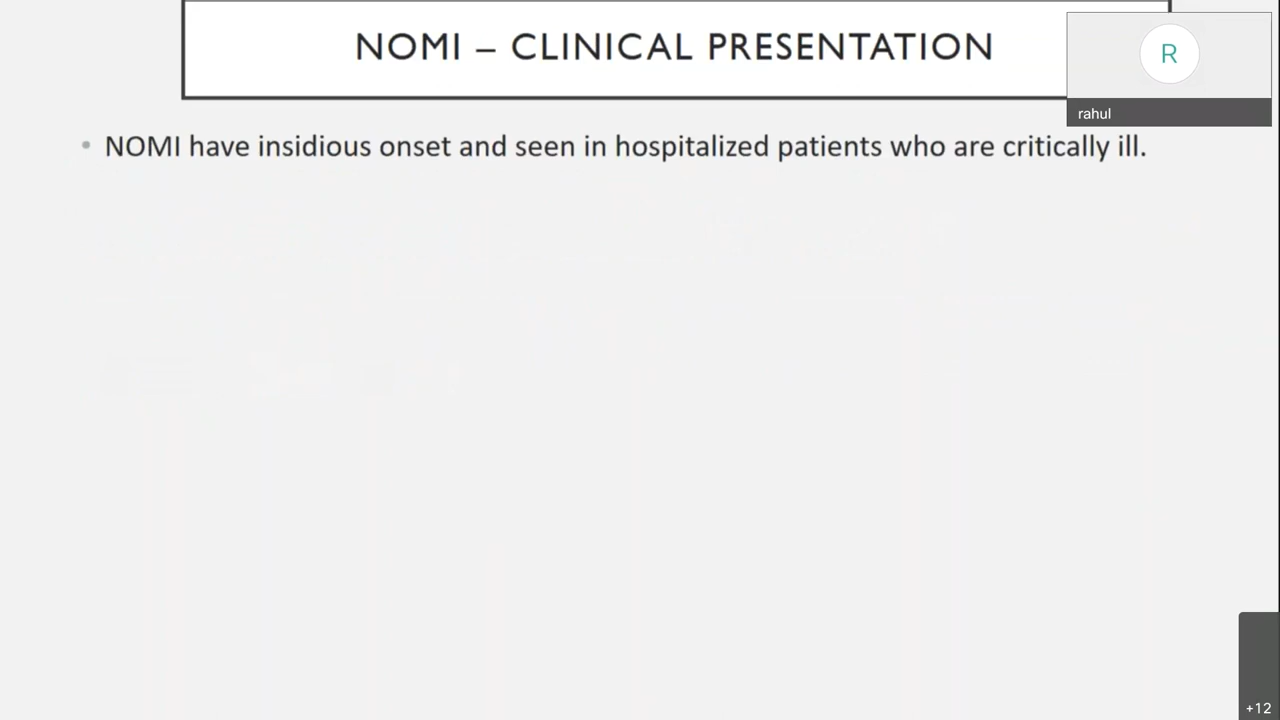 NOMI – CLINICAL PRESENTATION
R
rahul
• NOMI have insidious onset and seen in hospitalized patients who are critically ill.
+12